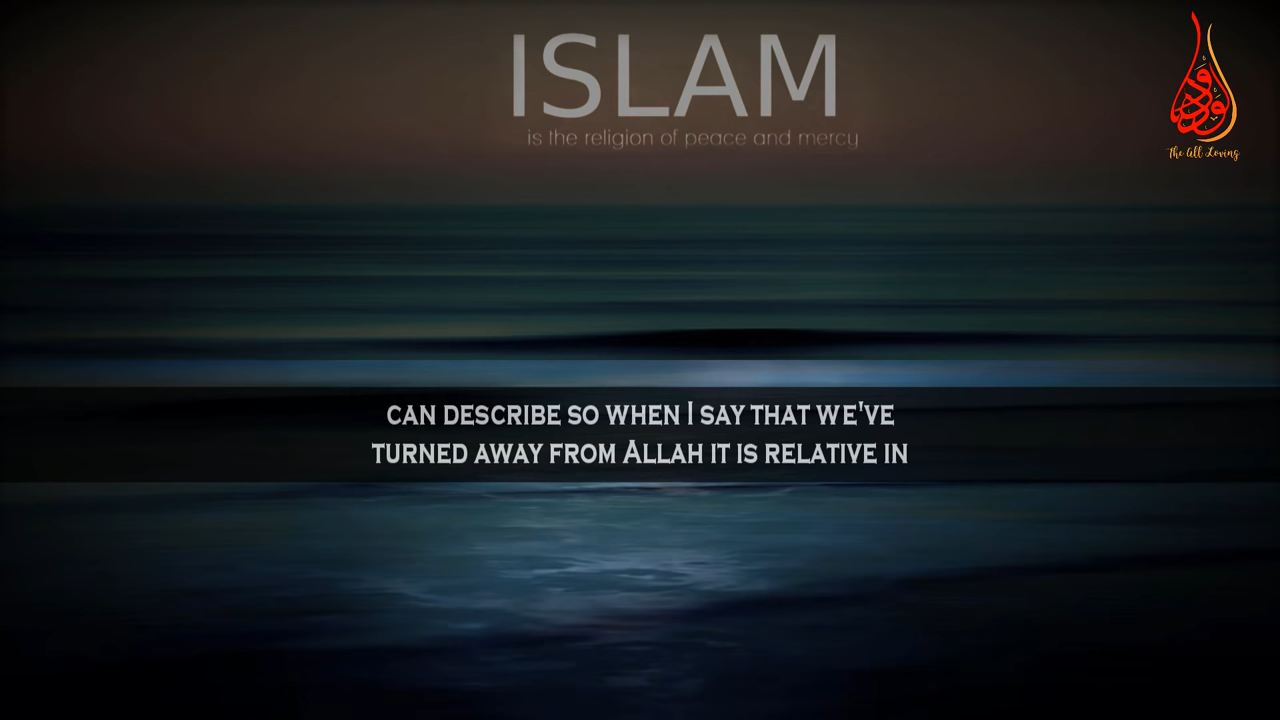 ISLAM
is the religion of peace and mercy
الودود
The All Loving
CAN DESCRIBE SO WHEN I SAY THAT WE'VE
TURNED AWAY FROM ALLAH IT IS RELATIVE IN